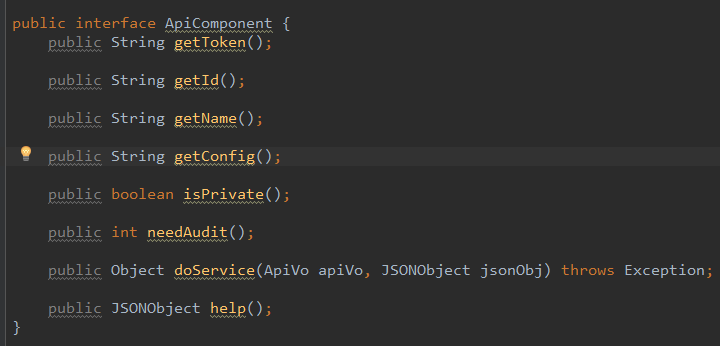 public interface ApiComponent {
public String getToken();
public String getId();
public String getName();
public String getConfig();
public boolean isPrivate();
public int needAudit();
public Object doService(ApiVo apiVo, JSONObject jsonObj) throws Exception;
public JSONObject help();
}